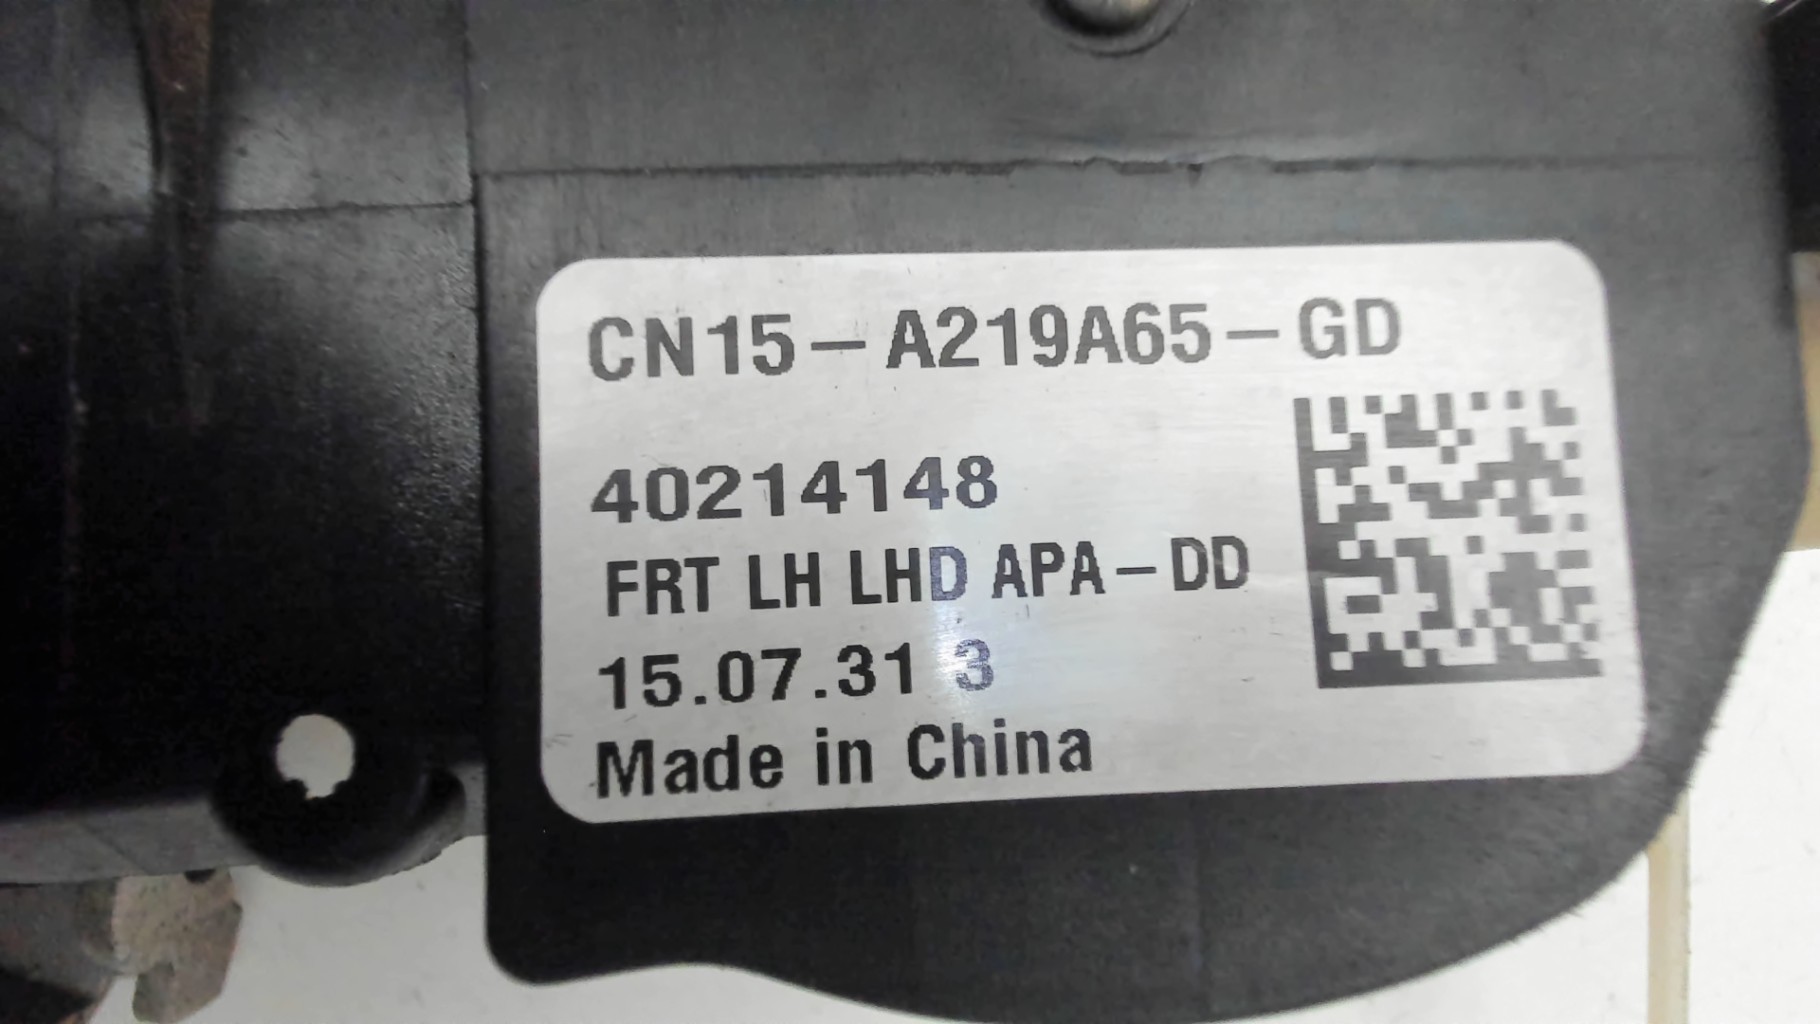 CN15-A219A65-GD
40214148
FRT LH LHD APA-DD
15.07.31 3
Made in China